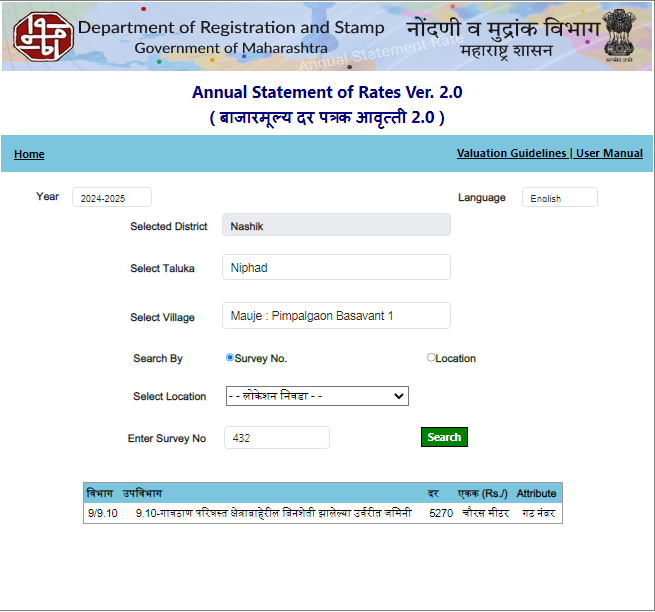 Department of Registration and Stamp
Government of Maharashtra
नोंदणी व मुद्रांक विभाग
महाराष्ट्र शासन
Annual Statement Rate
Annual Statement of Rates Ver. 2.0
( बाजारमूल्य दर पत्रक आवृत्ती 2.0 )
Home
Valuation Guidelines | User Manual
Year 2024-2025 Language English
Selected District Nashik
Select Taluka Niphad
Select Village Mauje : Pimpalgaon Basavant 1
Search By Survey No. Location
Select Location - - लोकेशन निवडा - -
Enter Survey No 432 Search
विभाग उपविभाग दर एकक (Rs./) Attribute
9/9.10 9.10-गावठाण परिघस्त क्षेत्राबाहेरील बिनशेती झालेल्या उर्वरीत जमिनी 5270 चौरस मीटर गट नंबर